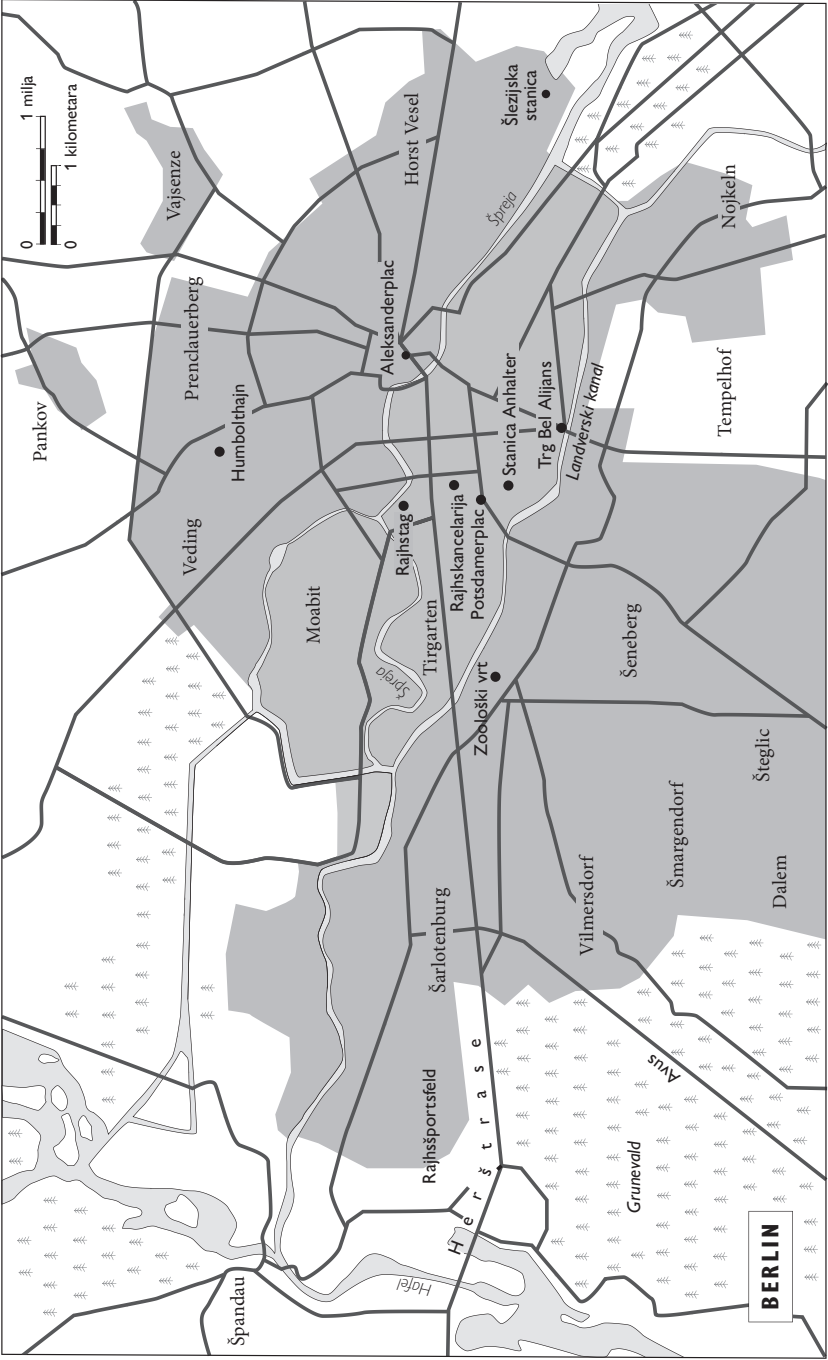 BERLIN
0
1 milja
0
1 kilometara
Pankov
Vajsenze
Prenclauerberg
Humbolthajn
Veding
Moabit
Horst Vesel
Šlezijska
stanica
Aleksanderplac
Špreja
Rajhstag
Tirgarten
Špreja
Rajhskancelarija
Potsdamerplac
Stanica Anhalter
Trg Bel Alijans
Landverski kanal
Nojkeln
Tempelhof
Zoološki vrt
Šeneberg
Šteglic
Šmargendorf
Dalem
Vilmersdorf
Šarlotenburg
Rajhsšportsfeld
Herštrase
Avus
Grunevald
Hafel
Špandau